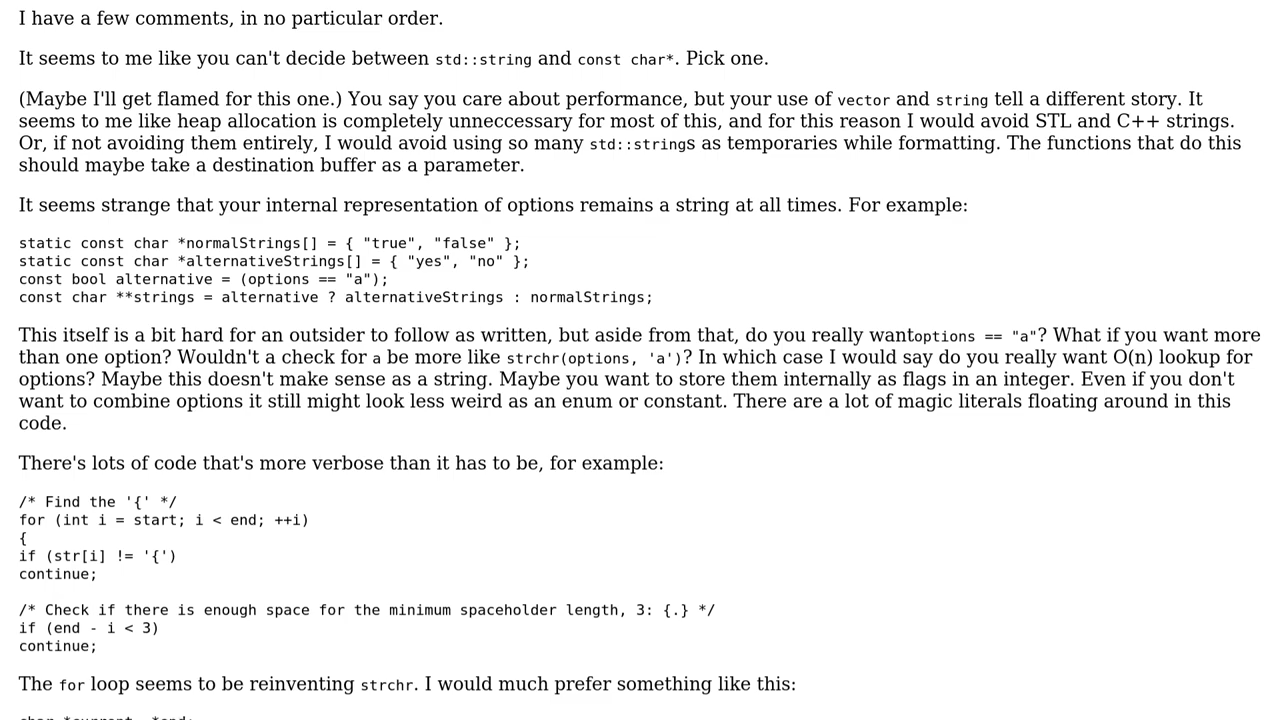 I have a few comments, in no particular order.
It seems to me like you can't decide between std::string and const char*. Pick one.
(Maybe I'll get flamed for this one.) You say you care about performance, but your use of vector and string tell a different story. It
seems to me like heap allocation is completely unneccessary for most of this, and for this reason I would avoid STL and C++ strings.
Or, if not avoiding them entirely, I would avoid using so many std::strings as temporaries while formatting. The functions that do this
should maybe take a destination buffer as a parameter.
It seems strange that your internal representation of options remains a string at all times. For example:
static const char *normalStrings[] = { "true", "false" };
static const char *alternativeStrings[] = { "yes", "no" };
const bool alternative = (options == "a");
const char **strings = alternative ? alternativeStrings : normalStrings;
This itself is a bit hard for an outsider to follow as written, but aside from that, do you really wantoptions == "a"? What if you want more
than one option? Wouldn't a check for a be more like strchr(options, 'a')? In which case I would say do you really want O(n) lookup for
options? Maybe this doesn't make sense as a string. Maybe you want to store them internally as flags in an integer. Even if you don't
want to combine options it still might look less weird as an enum or constant. There are a lot of magic literals floating around in this
code.
There's lots of code that's more verbose than it has to be, for example:
/* Find the '{' */
for (int i = start; i < end; ++i)
{
if (str[i] != '{')
continue;
/* Check if there is enough space for the minimum spaceholder length, 3: {.} */
if (end - i < 3)
continue;
The for loop seems to be reinventing strchr. I would much prefer something like this: